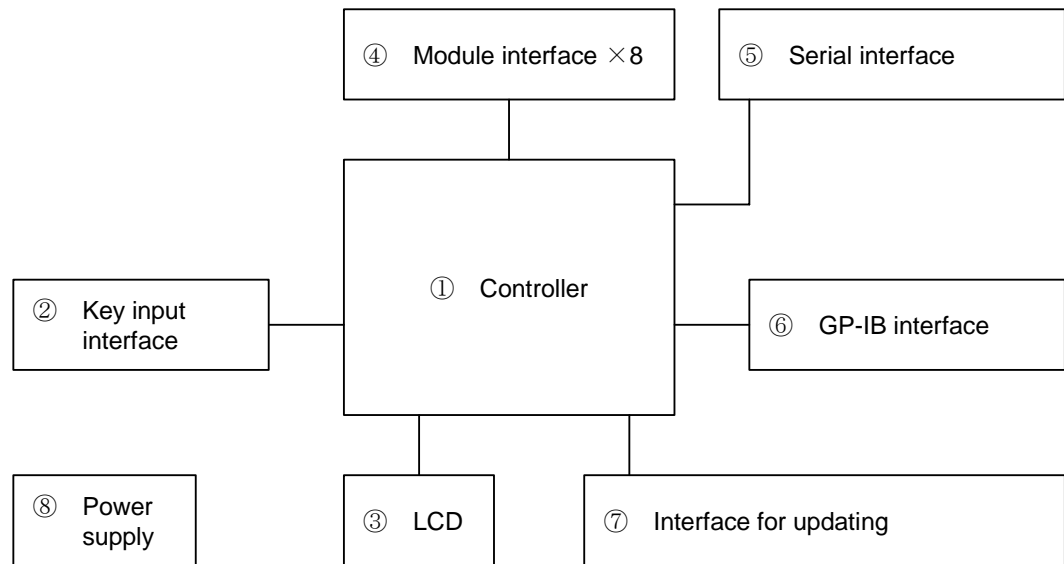 ④ Module interface ×8
⑤ Serial interface
① Controller
② Key input
interface
⑥ GP-IB interface
⑧ Power
supply
③ LCD
⑦ Interface for updating